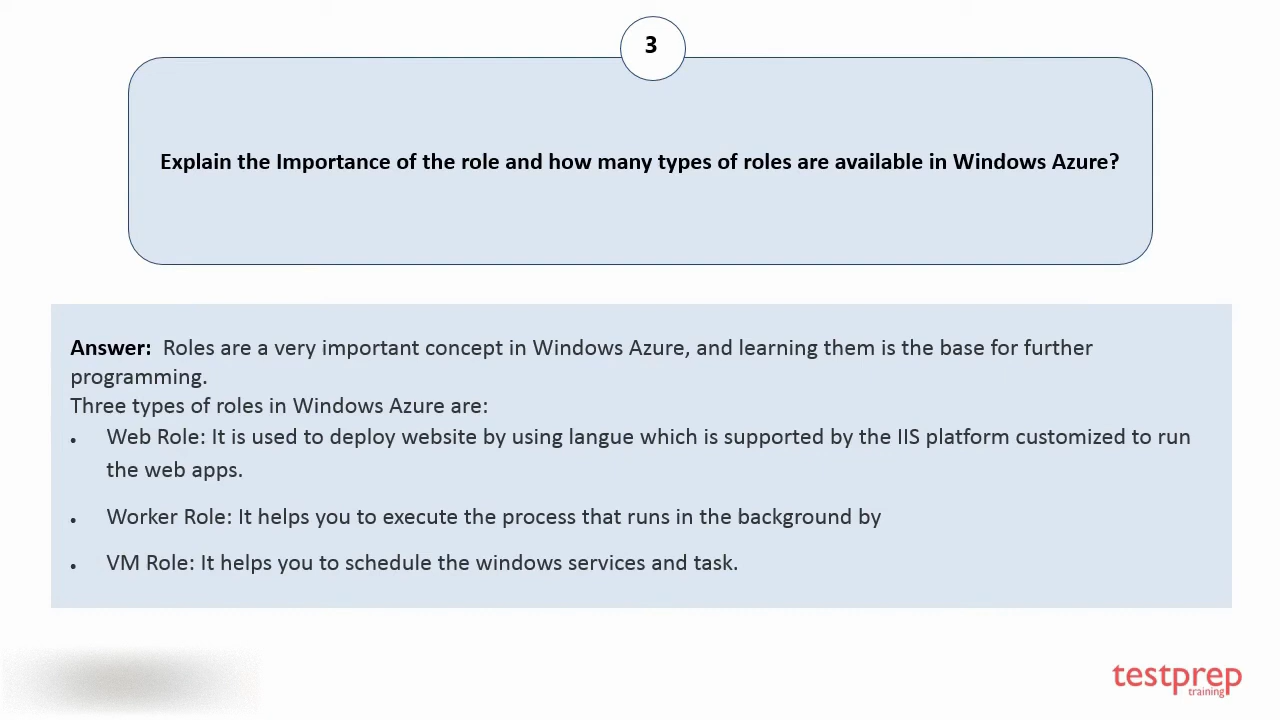 3
Explain the Importance of the role and how many types of roles are available in Windows Azure?
Answer: Roles are a very important concept in Windows Azure, and learning them is the base for further
programming.
Three types of roles in Windows Azure are:
• Web Role: It is used to deploy website by using langue which is supported by the IIS platform customized to run
the web apps.
• Worker Role: It helps you to execute the process that runs in the background by
• VM Role: It helps you to schedule the windows services and task.
testprep
training